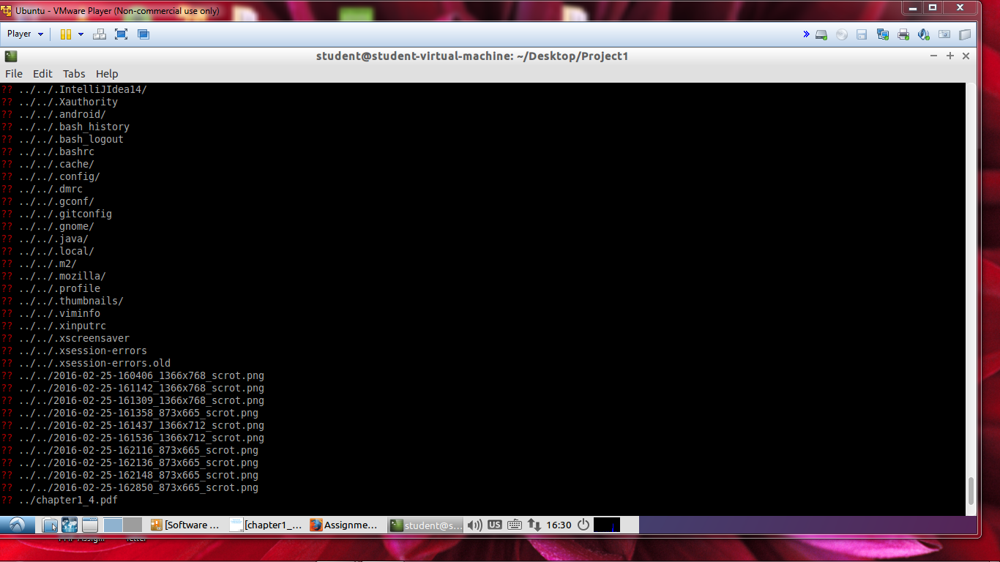 Ubuntu - VMware Player (Non-commercial use only)
Player
student@student-virtual-machine: ~/Desktop/Project1
File Edit Tabs Help
?? ../../.IntelliJIdea14/
?? ../../.Xauthority
?? ../../.android/
?? ../../.bash_history
?? ../../.bash_logout
?? ../../.bashrc
?? ../../.cache/
?? ../../.config/
?? ../../.dmrc
?? ../../.gconf/
?? ../../.gitconfig
?? ../../.gnome/
?? ../../.java/
?? ../../.local/
?? ../../.m2/
?? ../../.mozilla/
?? ../../.profile
?? ../../.thumbnails/
?? ../../.viminfo
?? ../../.xinputrc
?? ../../.xscreensaver
?? ../../.xsession-errors
?? ../../.xsession-errors.old
?? ../../2016-02-25-160406_1366x768_scrot.png
?? ../../2016-02-25-161142_1366x768_scrot.png
?? ../../2016-02-25-161309_1366x768_scrot.png
?? ../../2016-02-25-161358_873x665_scrot.png
?? ../../2016-02-25-161437_1366x712_scrot.png
?? ../../2016-02-25-161536_1366x712_scrot.png
?? ../../2016-02-25-162116_873x665_scrot.png
?? ../../2016-02-25-162136_873x665_scrot.png
?? ../../2016-02-25-162148_873x665_scrot.png
?? ../../2016-02-25-162850_873x665_scrot.png
?? ../chapter1_4.pdf
[Software ... [chapter1_... Assignme... student@s... US 16:30